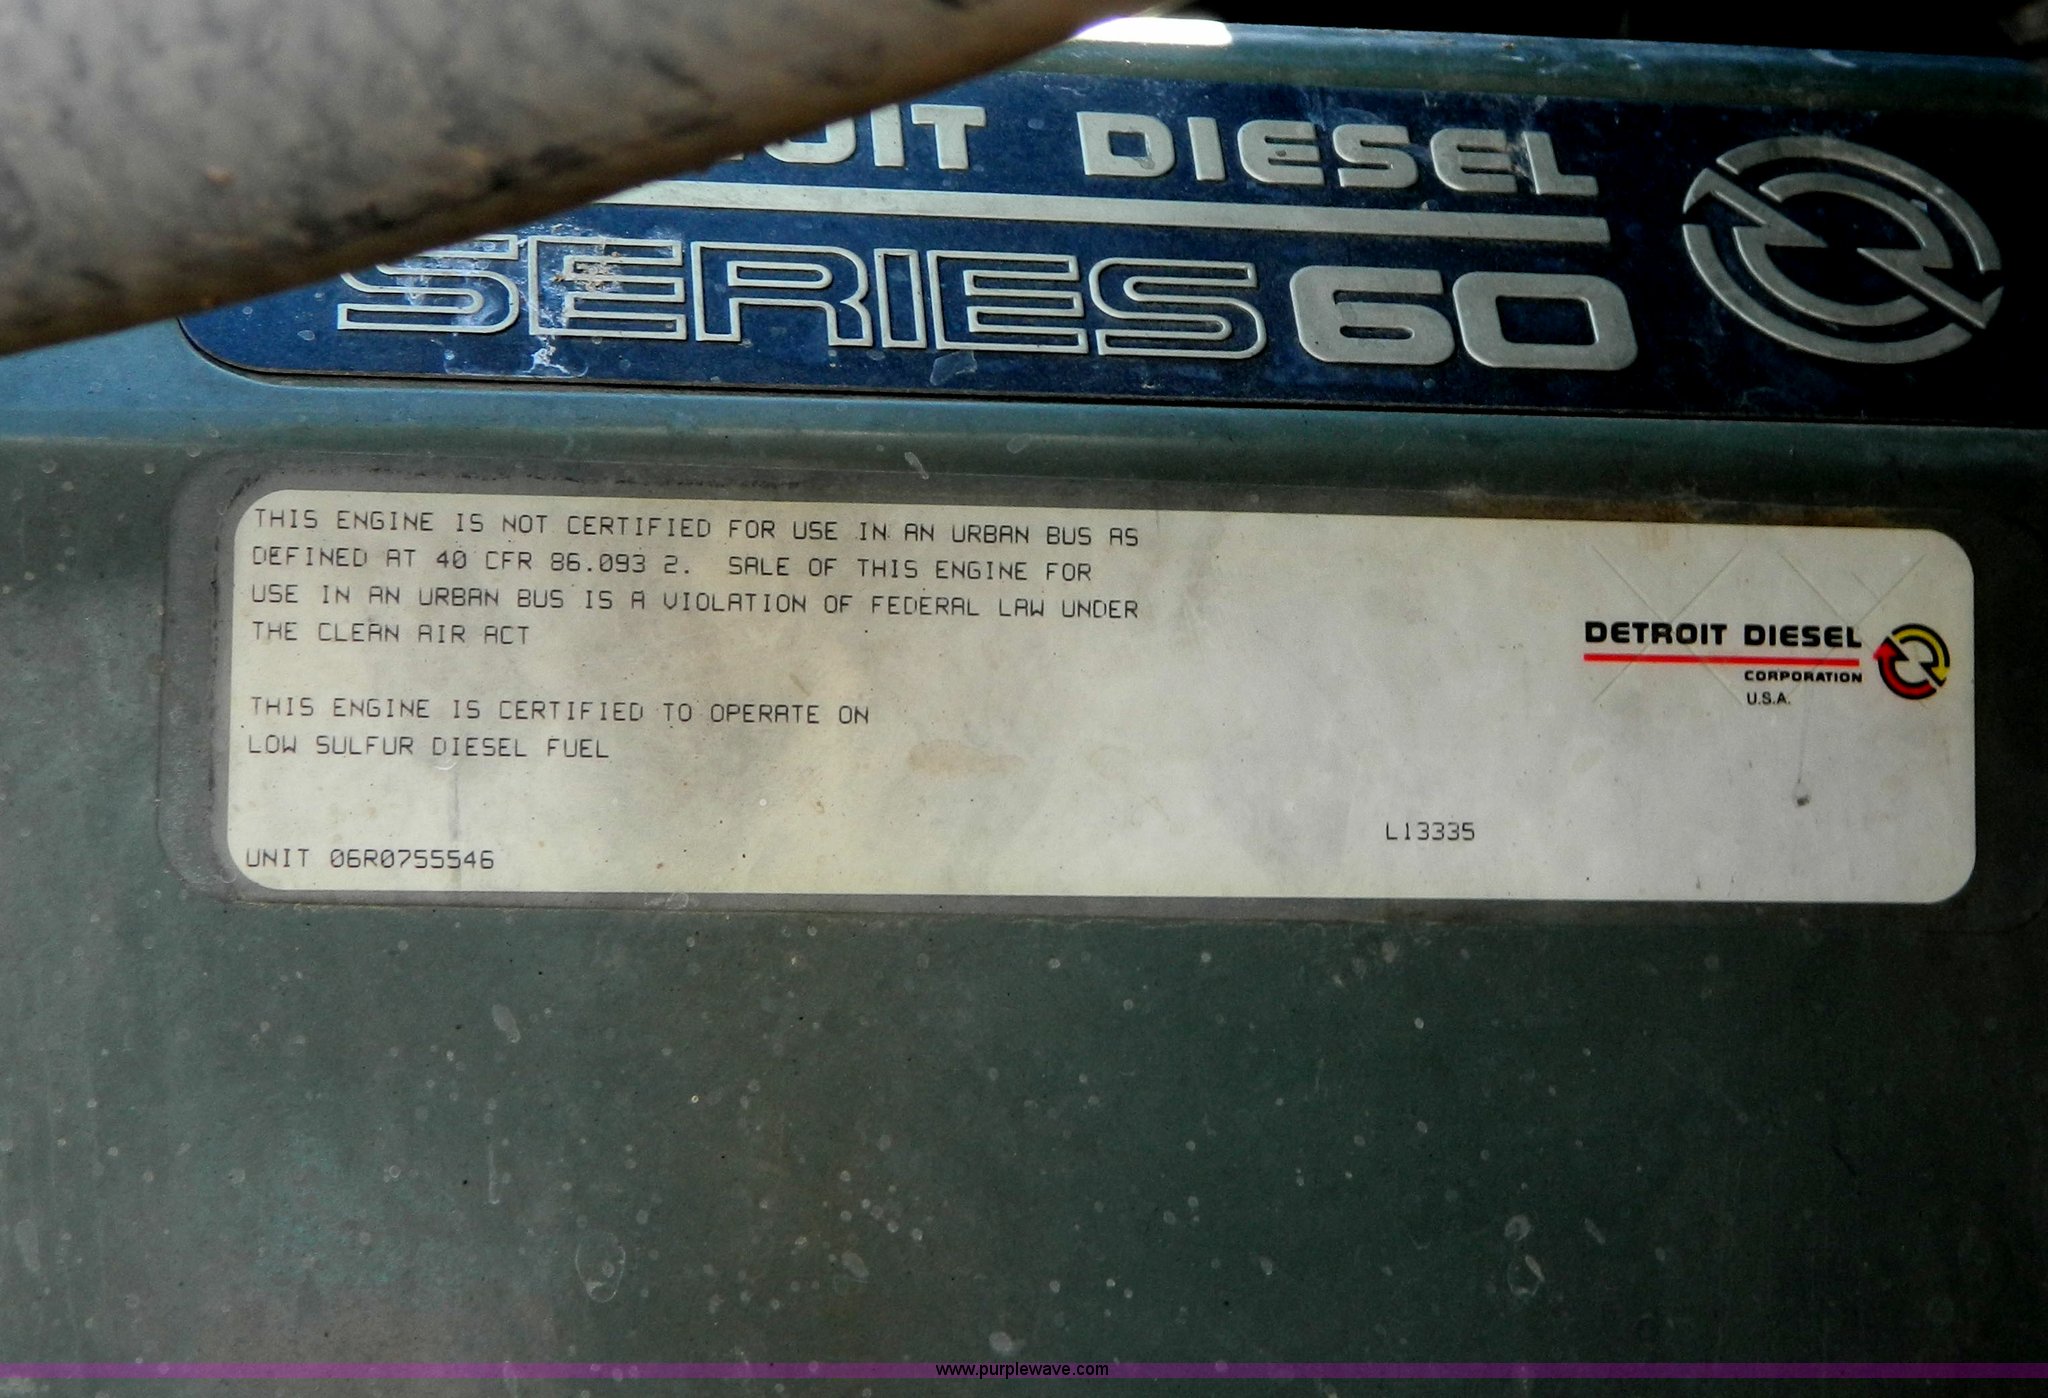 OIT DIESEL
SERIES 60
THIS ENGINE IS NOT CERTIFIED FOR USE IN AN URBAN BUS AS
DEFINED AT 40 CFR 86.093 2. SALE OF THIS ENGINE FOR
USE IN AN URBAN BUS IS A VIOLATION OF FEDERAL LAW UNDER
THE CLEAN AIR ACT
THIS ENGINE IS CERTIFIED TO OPERATE ON
LOW SULFUR DIESEL FUEL
DETROIT DIESEL
CORPORATION
U.S.A.
L13335
UNIT 06R0755546
www.purplewave.com